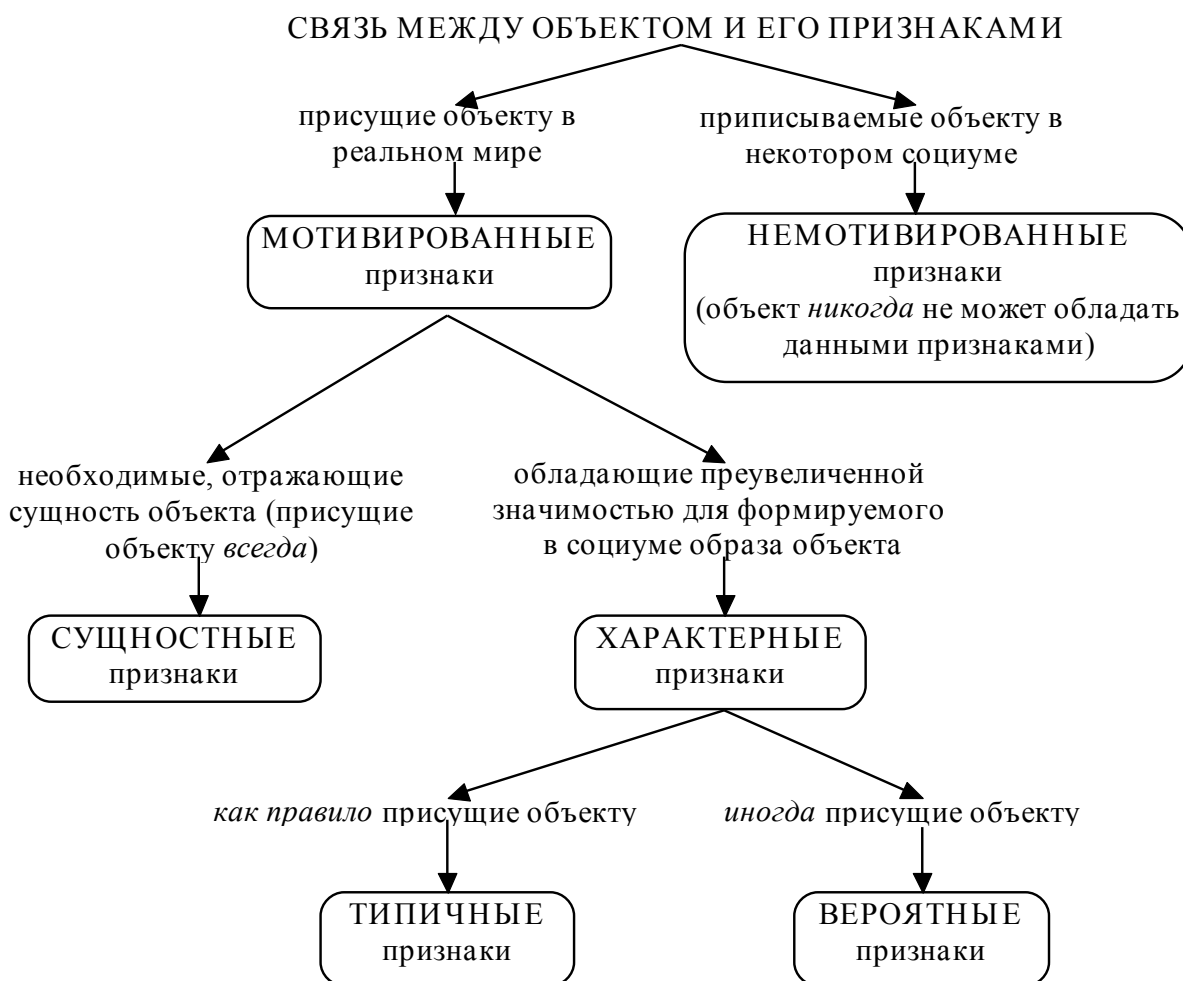 СВЯЗЬ МЕЖДУ ОБЪЕКТОМ И ЕГО ПРИЗНАКАМИ
присущие объекту в
реальном мире
приписываемые объекту в
некотором социуме
МОТИВИРОВАННЫЕ
признаки
НЕМОТИВИРОВАННЫЕ
признаки
(объект никогда не может обладать
данными признаками)
необходимые, отражающие
сущность объекта (присущие
объекту всегда)
обладающие преувеличенной
значимостью для формируемого
в социуме образа объекта
СУЩНОСТНЫЕ
признаки
ХАРАКТЕРНЫЕ
признаки
как правило присущие объекту
иногда присущие объекту
ТИПИЧНЫЕ
признаки
ВЕРОЯТНЫЕ
признаки